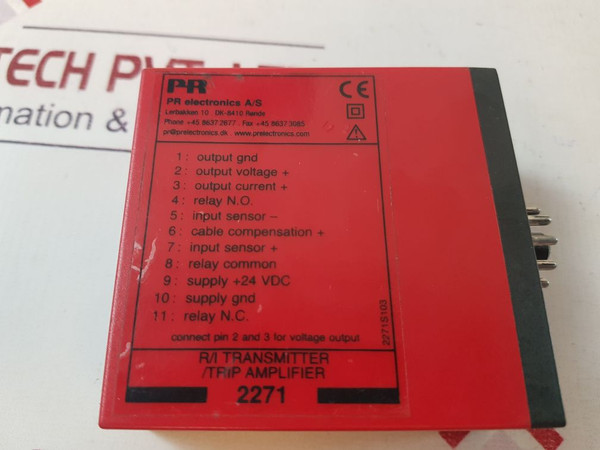 TECH PVT. LT
mation &
PR
CE
PR electronics A/S
Lerbakken 10 . DK-8410 Rønde
Phone +45 8637 2677 . Fax +45 8637 3085
pr@prelectronics.dk . www.prelectronics.com
1: output gnd
2: output voltage +
3: output current +
4: relay N.O.
5: input sensor –
6: cable compensation +
7: input sensor +
8: relay common
9: supply +24 VDC
10: supply gnd
11: relay N.C.
connect pin 2 and 3 for voltage output
2271S103
R/I TRANSMITTER
/TRIP AMPLIFIER
2271